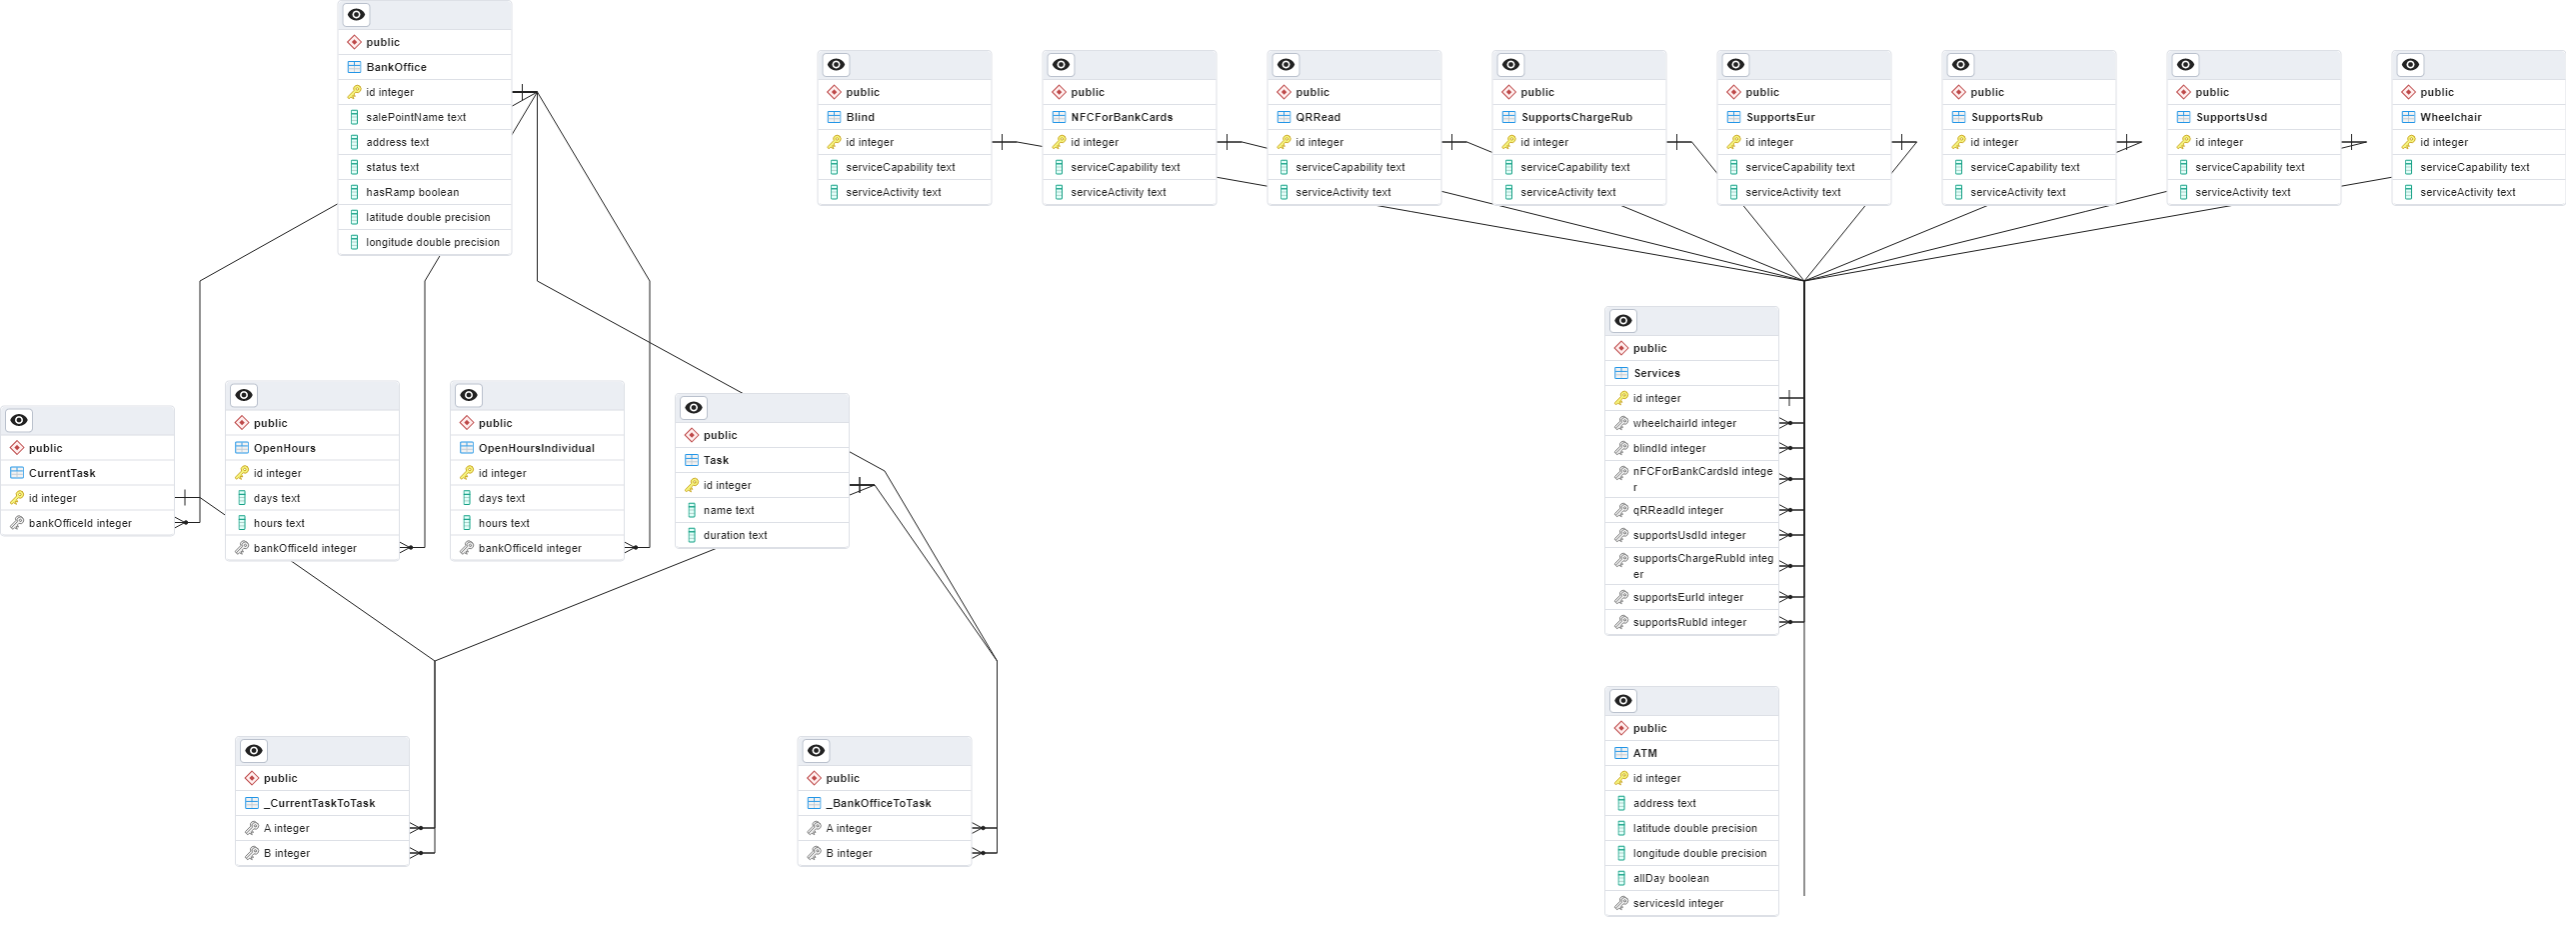 public
BankOffice
id integer
salePointName text
address text
status text
hasRamp boolean
latitude double precision
longitude double precision
public
Blind
id integer
serviceCapability text
serviceActivity text
public
NFCForBankCards
id integer
serviceCapability text
serviceActivity text
public
QRRead
id integer
serviceCapability text
serviceActivity text
public
SupportsChargeRub
id integer
serviceCapability text
serviceActivity text
public
SupportsEur
id integer
serviceCapability text
serviceActivity text
public
SupportsRub
id integer
serviceCapability text
serviceActivity text
public
SupportsUsd
id integer
serviceCapability text
serviceActivity text
public
Wheelchair
id integer
serviceCapability text
serviceActivity text
public
CurrentTask
id integer
bankOfficeId integer
public
OpenHours
id integer
days text
hours text
bankOfficeId integer
public
OpenHoursIndividual
id integer
days text
hours text
bankOfficeId integer
public
Task
id integer
name text
duration text
public
Services
id integer
wheelchairId integer
blindId integer
nFCForBankCardsId intege
r
qRReadId integer
supportsUsdId integer
supportsChargeRubId integ
er
supportsEurId integer
supportsRubId integer
public
_CurrentTaskToTask
A integer
B integer
public
_BankOfficeToTask
A integer
B integer
public
ATM
id integer
address text
latitude double precision
longitude double precision
allDay boolean
servicesId integer